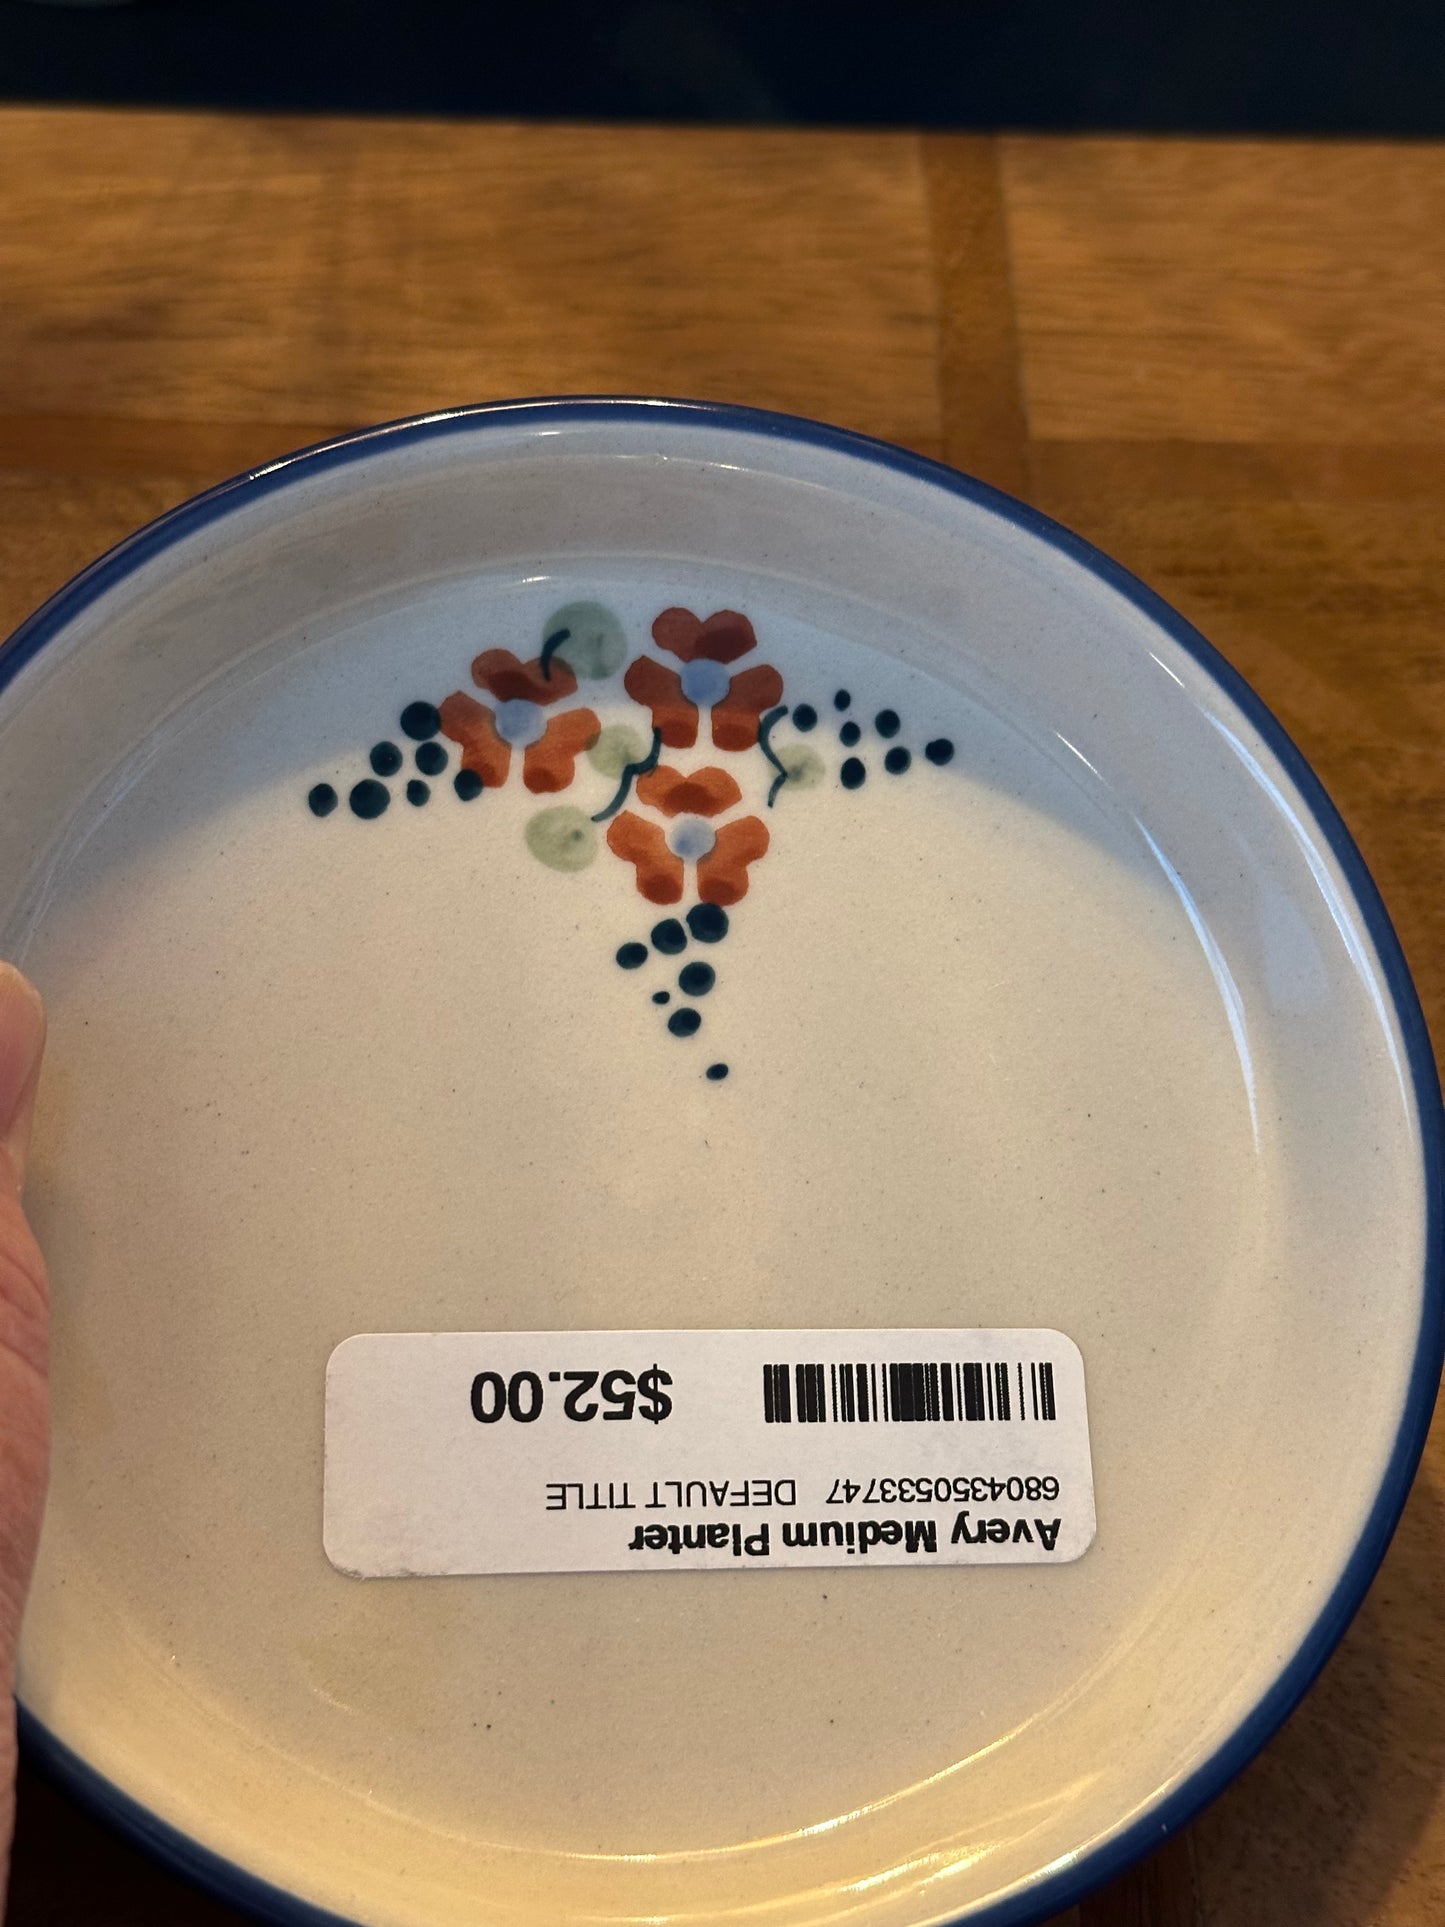 Avery Medium Planter
6804350533747 DEFAULT TITLE
$52.00